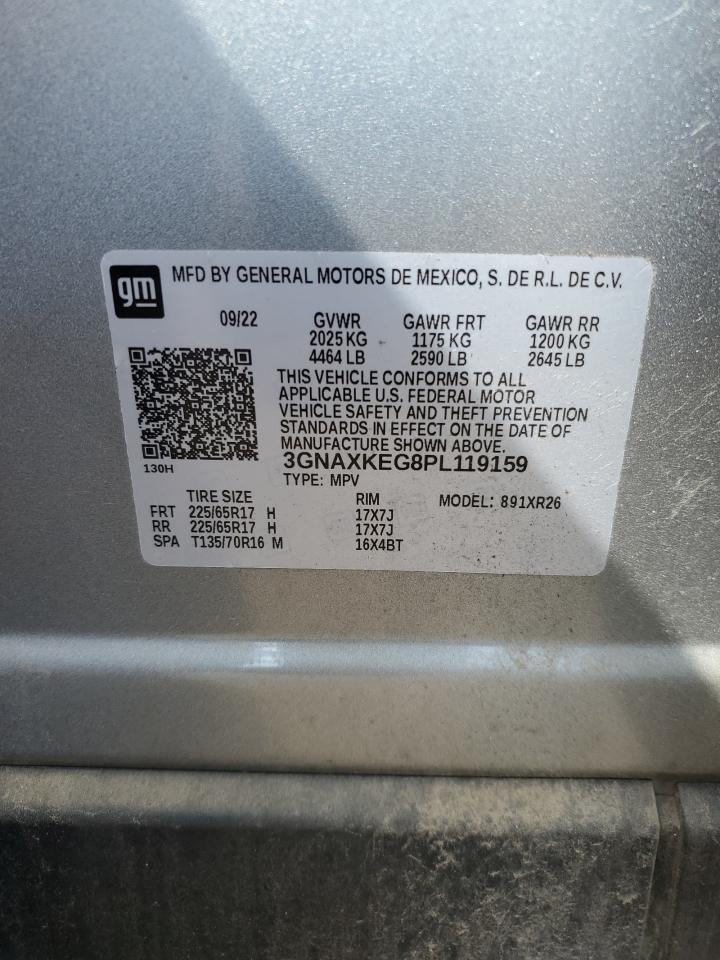 gm
MFD BY GENERAL MOTORS DE MEXICO, S. DE R.L. DE C.V.
09/22 GVWR GAWR FRT GAWR RR
2025 KG 1175 KG 1200 KG
4464 LB 2590 LB 2645 LB
THIS VEHICLE CONFORMS TO ALL
APPLICABLE U.S. FEDERAL MOTOR
VEHICLE SAFETY AND THEFT PREVENTION
STANDARDS IN EFFECT ON THE DATE OF
MANUFACTURE SHOWN ABOVE.
130H
3GNAXKEG8PL119159
TYPE: MPV
TIRE SIZE RIM MODEL: 891XR26
FRT 225/65R17 H 17X7J
RR 225/65R17 H 17X7J
SPA T135/70R16 M 16X4BT